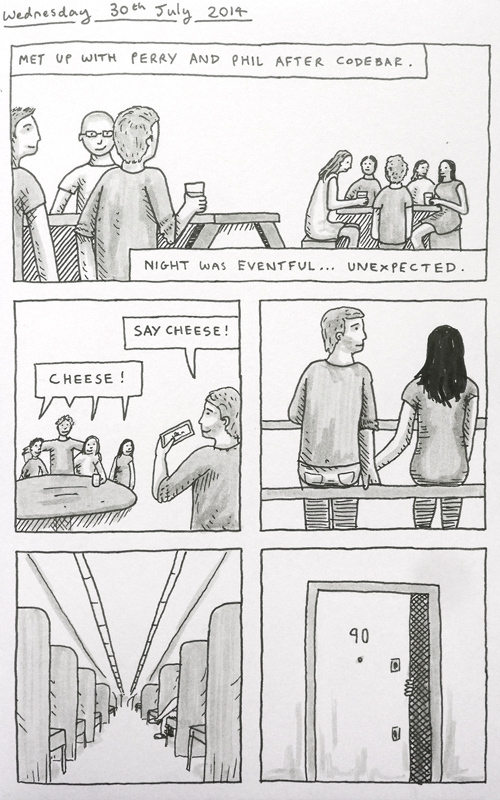 Wednesday 30th July 2014
MET UP WITH PERRY AND PHIL AFTER CODEBAR.
NIGHT WAS EVENTFUL... UNEXPECTED.
SAY CHEESE!
CHEESE!
90